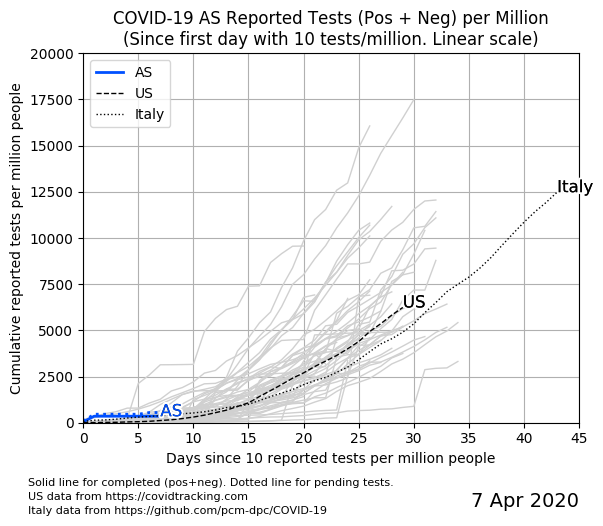 COVID-19 AS Reported Tests (Pos + Neg) per Million
(Since first day with 10 tests/million. Linear scale)
Cumulative reported tests per million people
20000
17500
15000
12500
10000
7500
5000
2500
0
AS
US
Italy
Italy
US
AS
0 5 10 15 20 25 30 35 40 45
Days since 10 reported tests per million people
Solid line for completed (pos+neg). Dotted line for pending tests.
US data from https://covidtracking.com
Italy data from https://github.com/pcm-dpc/COVID-19
7 Apr 2020